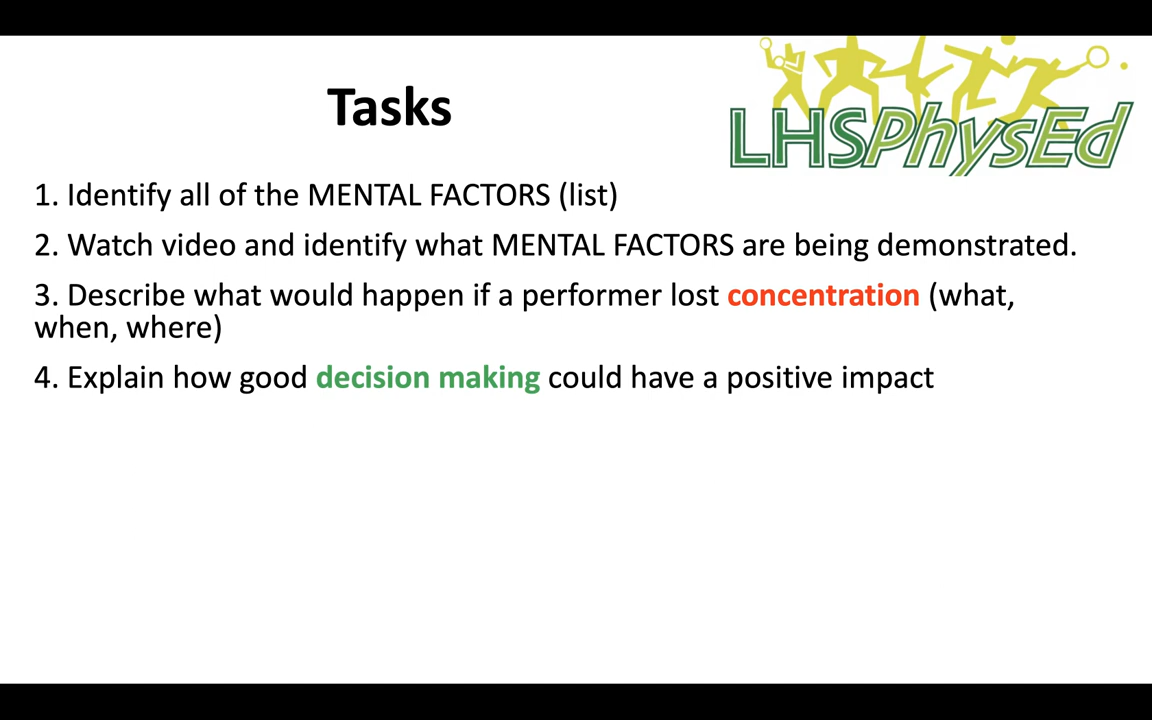 LHSPhysEd
Tasks
1. Identify all of the MENTAL FACTORS (list)
2. Watch video and identify what MENTAL FACTORS are being demonstrated.
3. Describe what would happen if a performer lost concentration (what,
when, where)
4. Explain how good decision making could have a positive impact